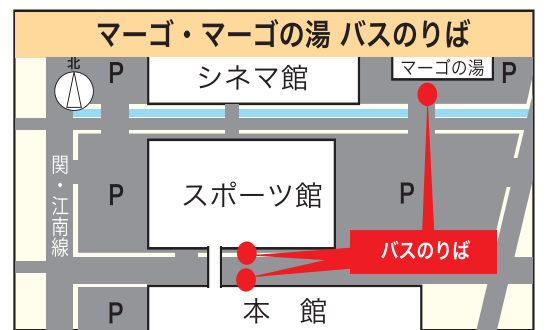 マーゴ・マーゴの湯 バスのりば
北
P
シネマ館
マーゴの湯
P
関・江南線
P
スポーツ館
P
バスのりば
P
本 館